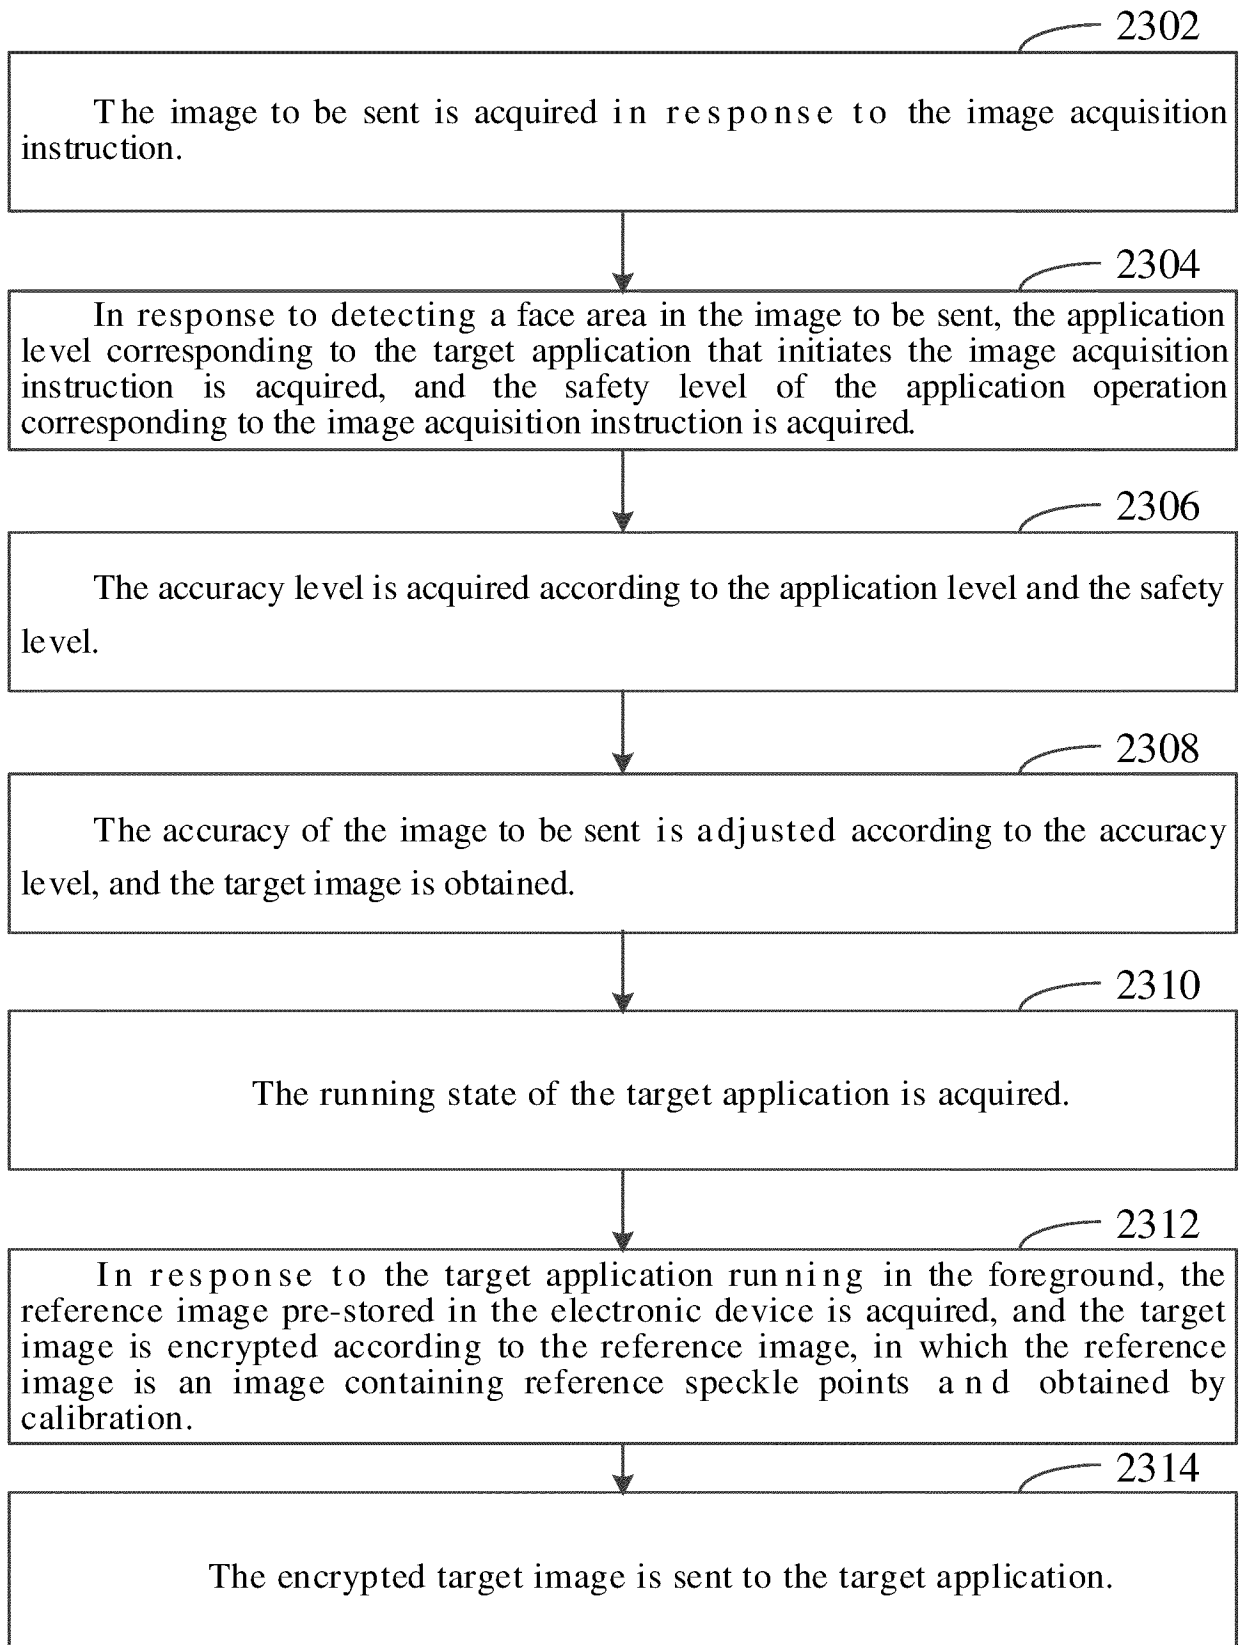 2302
The image to be sent is acquired in response to the image acquisition
instruction.
2304
In response to detecting a face area in the image to be sent, the application
level corresponding to the target application that initiates the image acquisition
instruction is acquired, and the safety level of the application operation
corresponding to the image acquisition instruction is acquired.
2306
The accuracy level is acquired according to the application level and the safety
level.
2308
The accuracy of the image to be sent is adjusted according to the accuracy
level, and the target image is obtained.
2310
The running state of the target application is acquired.
2312
In response to the target application running in the foreground, the
reference image pre-stored in the electronic device is acquired, and the target
image is encrypted according to the reference image, in which the reference
image is an image containing reference speckle points and obtained by
calibration.
2314
The encrypted target image is sent to the target application.